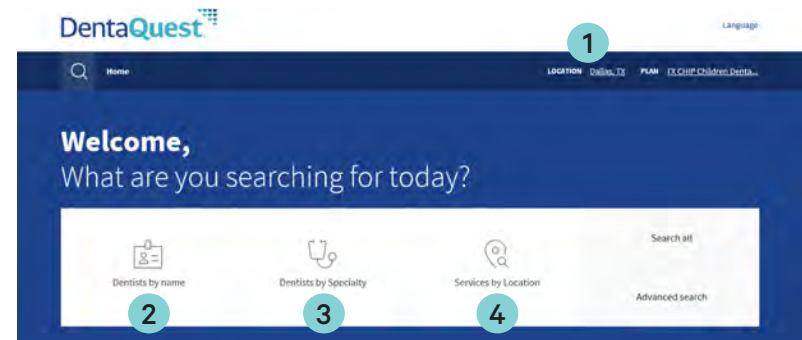 DentaQuest
Language
1
Home
LOCATION Dallas, TX PLAN TX CHIP Children Denta...
Welcome,
What are you searching for today?
Dentists by name
Dentists by Specialty
Services by Location
Search all
Advanced search
2
3
4